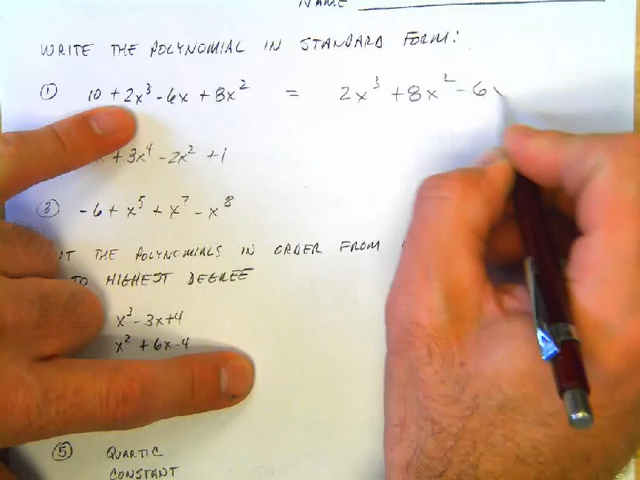 NAME
WRITE THE POLYNOMIAL IN STANDARD FORM:
① 10 + 2x³ - 6x + 8x² = 2x³ + 8x² - 6x
+ 3x⁴ - 2x² + 1
③ -6 + x⁵ + x⁷ - x⁸
THE POLYNOMIALS IN ORDER FROM
TO HIGHEST DEGREE
x³ - 3x + 4
x² + 6x - 4
⑤ QUARTIC
CONSTANT